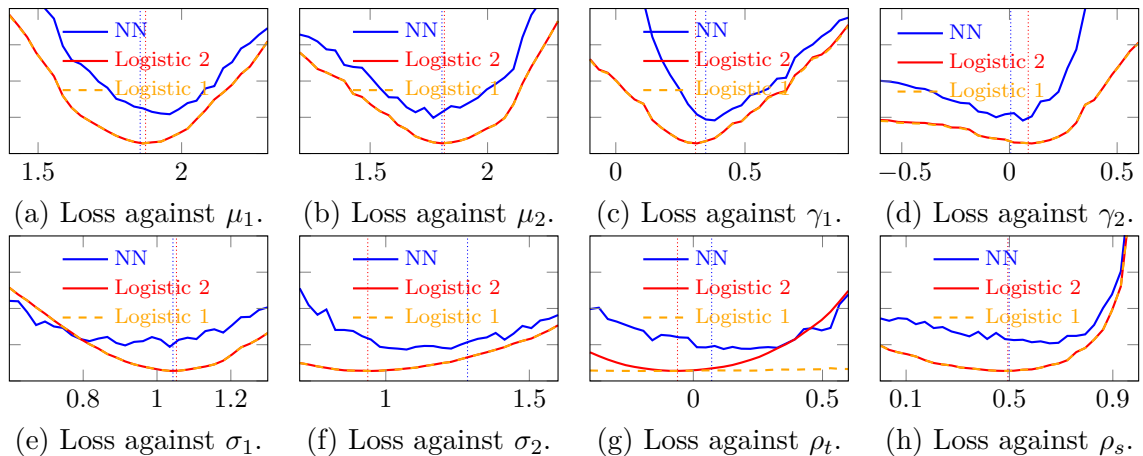 NN NN NN NN
Logistic 2 Logistic 2 Logistic 2 Logistic 2
Logistic 1 Logistic 1 Logistic 1 Logistic 1
1.5 2 1.5 2 0 0.5 −0.5 0 0.5
(a) Loss against μ₁. (b) Loss against μ₂. (c) Loss against γ₁. (d) Loss against γ₂.
NN NN NN NN
Logistic 2 Logistic 2 Logistic 2 Logistic 2
Logistic 1 Logistic 1 Logistic 1 Logistic 1
0.8 1 1.2 1 1.5 0 0.5 0.1 0.5 0.9
(e) Loss against σ₁. (f) Loss against σ₂. (g) Loss against ρₜ. (h) Loss against ρₛ.